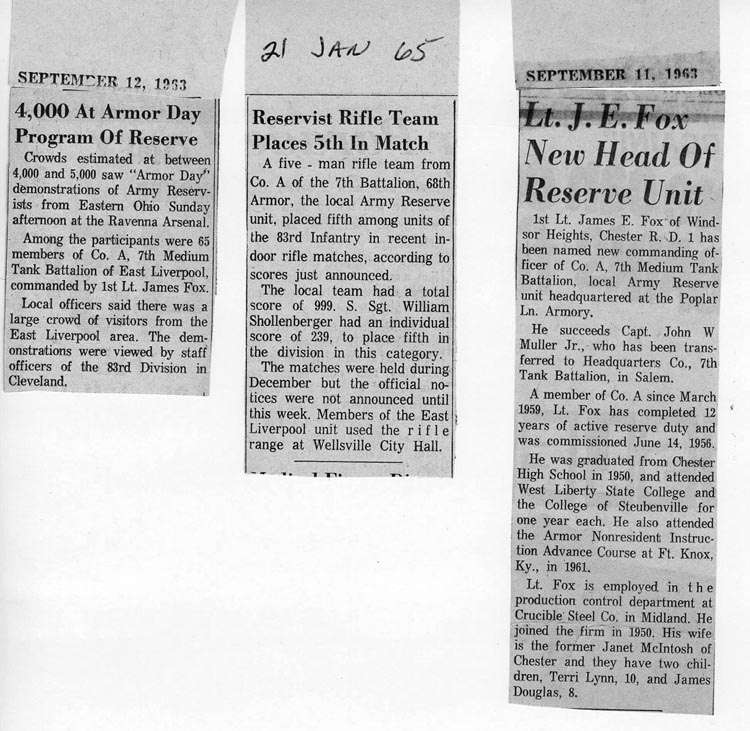 SEPTEMBER 12, 1963
4,000 At Armor Day
Program Of Reserve
Crowds estimated at between
4,000 and 5,000 saw "Armor Day"
demonstrations of Army Reserv-
ists from Eastern Ohio Sunday
afternoon at the Ravenna Arsenal.
Among the participants were 65
members of Co. A, 7th Medium
Tank Battalion of East Liverpool,
commanded by 1st Lt. James Fox.
Local officers said there was a
large crowd of visitors from the
East Liverpool area. The dem-
onstrations were viewed by staff
officers of the 83rd Division in
Cleveland.
21 JAN 65
Reservist Rifle Team
Places 5th In Match
A five - man rifle team from
Co. A of the 7th Battalion, 68th
Armor, the local Army Reserve
unit, placed fifth among units of
the 83rd Infantry in recent in-
door rifle matches, according to
scores just announced.
The local team had a total
score of 999. S. Sgt. William
Shollenberger had an individual
score of 239, to place fifth in
the division in this category.
The matches were held during
December but the official no-
tices were not announced until
this week. Members of the East
Liverpool unit used the rifle
range at Wellsville City Hall.
SEPTEMBER 11, 1963
Lt. J. E. Fox
New Head Of
Reserve Unit
1st Lt. James E. Fox of Wind-
sor Heights, Chester R. D. 1 has
been named new commanding of-
ficer of Co. A, 7th Medium Tank
Battalion, local Army Reserve
unit headquartered at the Poplar
Ln. Armory.
He succeeds Capt. John W
Muller Jr., who has been trans-
ferred to Headquarters Co., 7th
Tank Battalion, in Salem.
A member of Co. A since March
1959, Lt. Fox has completed 12
years of active reserve duty and
was commissioned June 14, 1956.
He was graduated from Chester
High School in 1950, and attended
West Liberty State College and
the College of Steubenville for
one year each. He also attended
the Armor Nonresident Instruc-
tion Advance Course at Ft. Knox,
Ky., in 1961.
Lt. Fox is employed in the
production control department at
Crucible Steel Co. in Midland. He
joined the firm in 1950. His wife
is the former Janet McIntosh of
Chester and they have two chil-
dren, Terri Lynn, 10, and James
Douglas, 8.